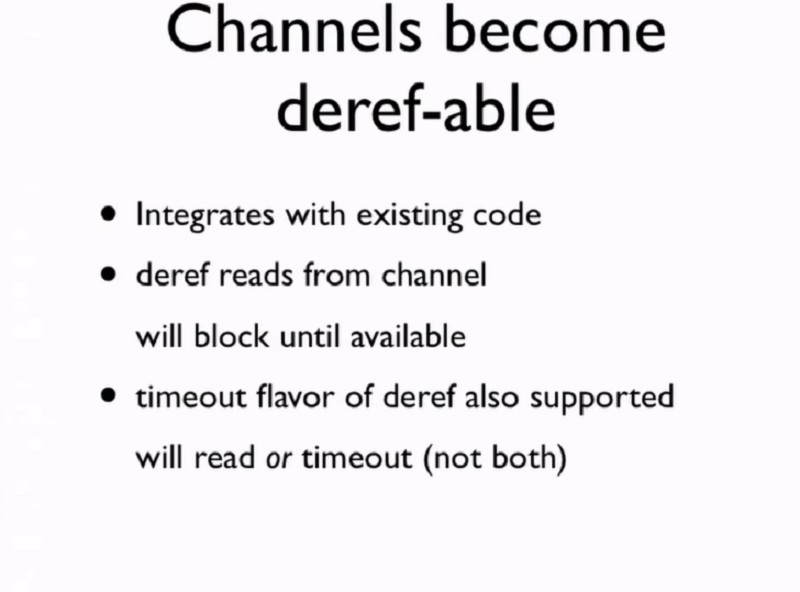 Channels become
deref-able
• Integrates with existing code
• deref reads from channel
will block until available
• timeout flavor of deref also supported
will read or timeout (not both)